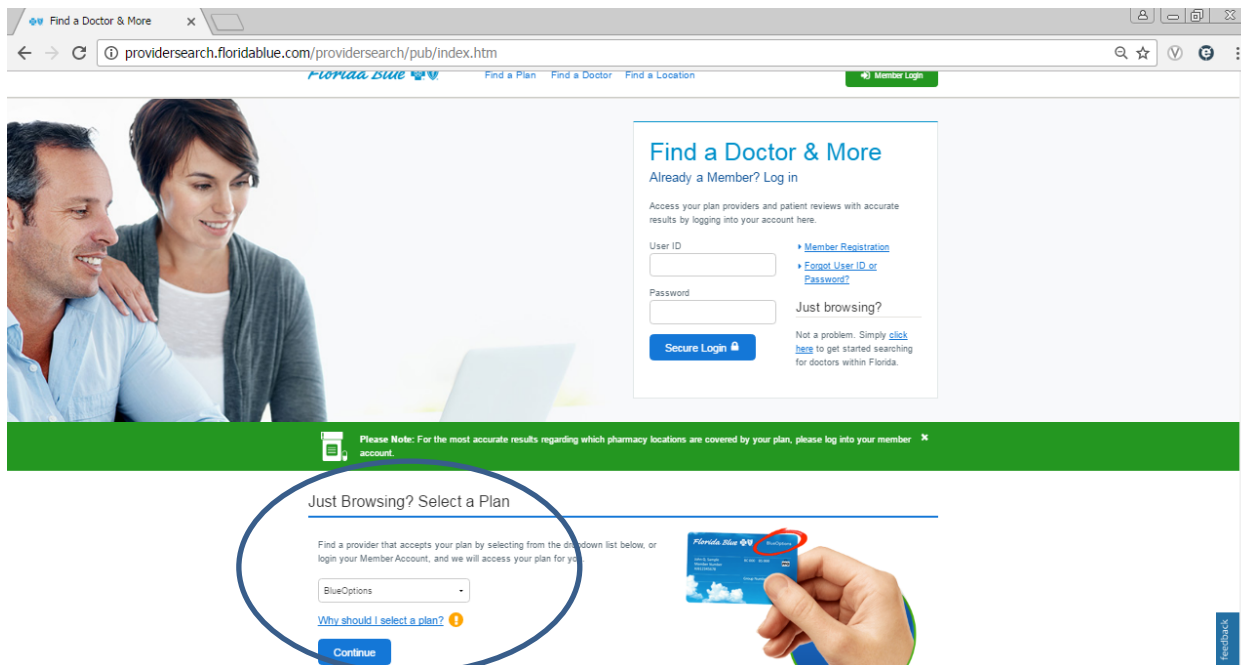 Find a Doctor & More
providersearch.floridablue.com/providersearch/pub/index.htm
Florida Blue Find a Plan Find a Doctor Find a Location Member Login
Find a Doctor & More
Already a Member? Log in
Access your plan providers and patient reviews with accurate
results by logging into your account here.
User ID
Member Registration
Forgot User ID or
Password?
Password
Just browsing?
Not a problem. Simply click
here to get started searching
for doctors within Florida.
Secure Login
Please Note: For the most accurate results regarding which pharmacy locations are covered by your plan, please log into your member
account.
Just Browsing? Select a Plan
Find a provider that accepts your plan by selecting from the dropdown list below, or
login your Member Account, and we will access your plan for you.
BlueOptions
Why should I select a plan?
Continue
Florida Blue BlueOptions
John Q. Sample
Member Number
feedback